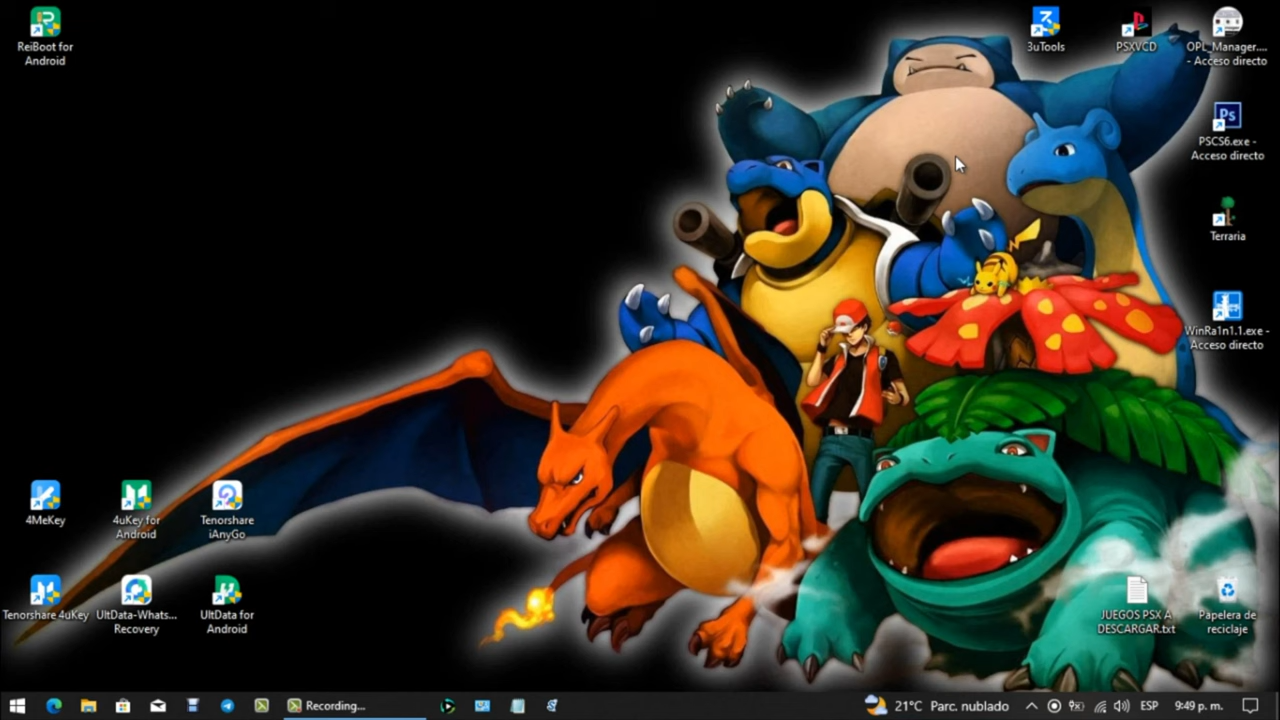 ReiBoot for
Android
3uTools
PSXVCD
OPL_Manager....
- Acceso directo
Ps
PSCS6.exe -
Acceso directo
Terraria
WinRa1n1.1.exe -
Acceso directo
4MeKey
4uKey for
Android
Tenorshare
iAnyGo
Tenorshare 4uKey
UltData-Whats...
Recovery
UltData for
Android
JUEGOS PSX A
DESCARGAR.txt
Papelera de
reciclaje
Recording...
21°C Parc. nublado
ESP
9:49 p. m.